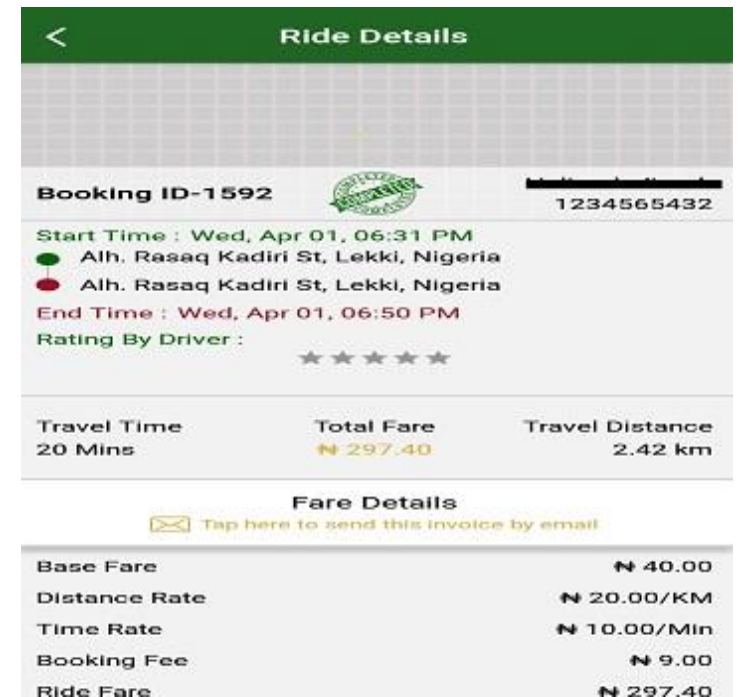 Ride Details
Booking ID-1592
COMPLETED
1234565432
Start Time : Wed, Apr 01, 06:31 PM
Alh. Rasaq Kadiri St, Lekki, Nigeria
Alh. Rasaq Kadiri St, Lekki, Nigeria
End Time : Wed, Apr 01, 06:50 PM
Rating By Driver :
Travel Time Total Fare Travel Distance
20 Mins ₦ 297.40 2.42 km
Fare Details
Tap here to send this invoice by email
Base Fare ₦ 40.00
Distance Rate ₦ 20.00/KM
Time Rate ₦ 10.00/Min
Booking Fee ₦ 9.00
Ride Fare ₦ 297.40